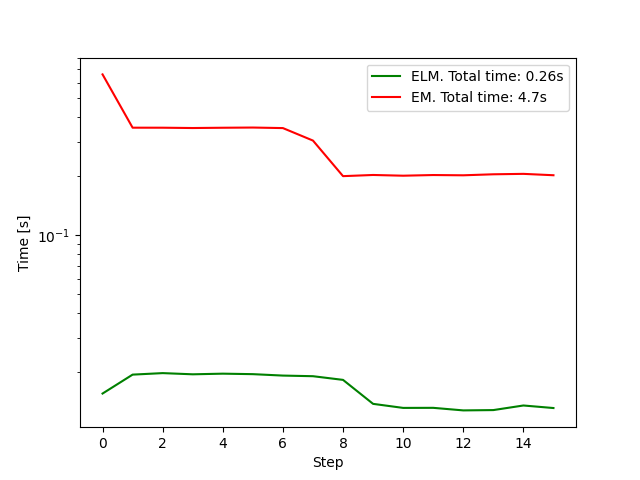 ELM. Total time: 0.26s
EM. Total time: 4.7s
Time [s]
10⁻¹
0 2 4 6 8 10 12 14
Step